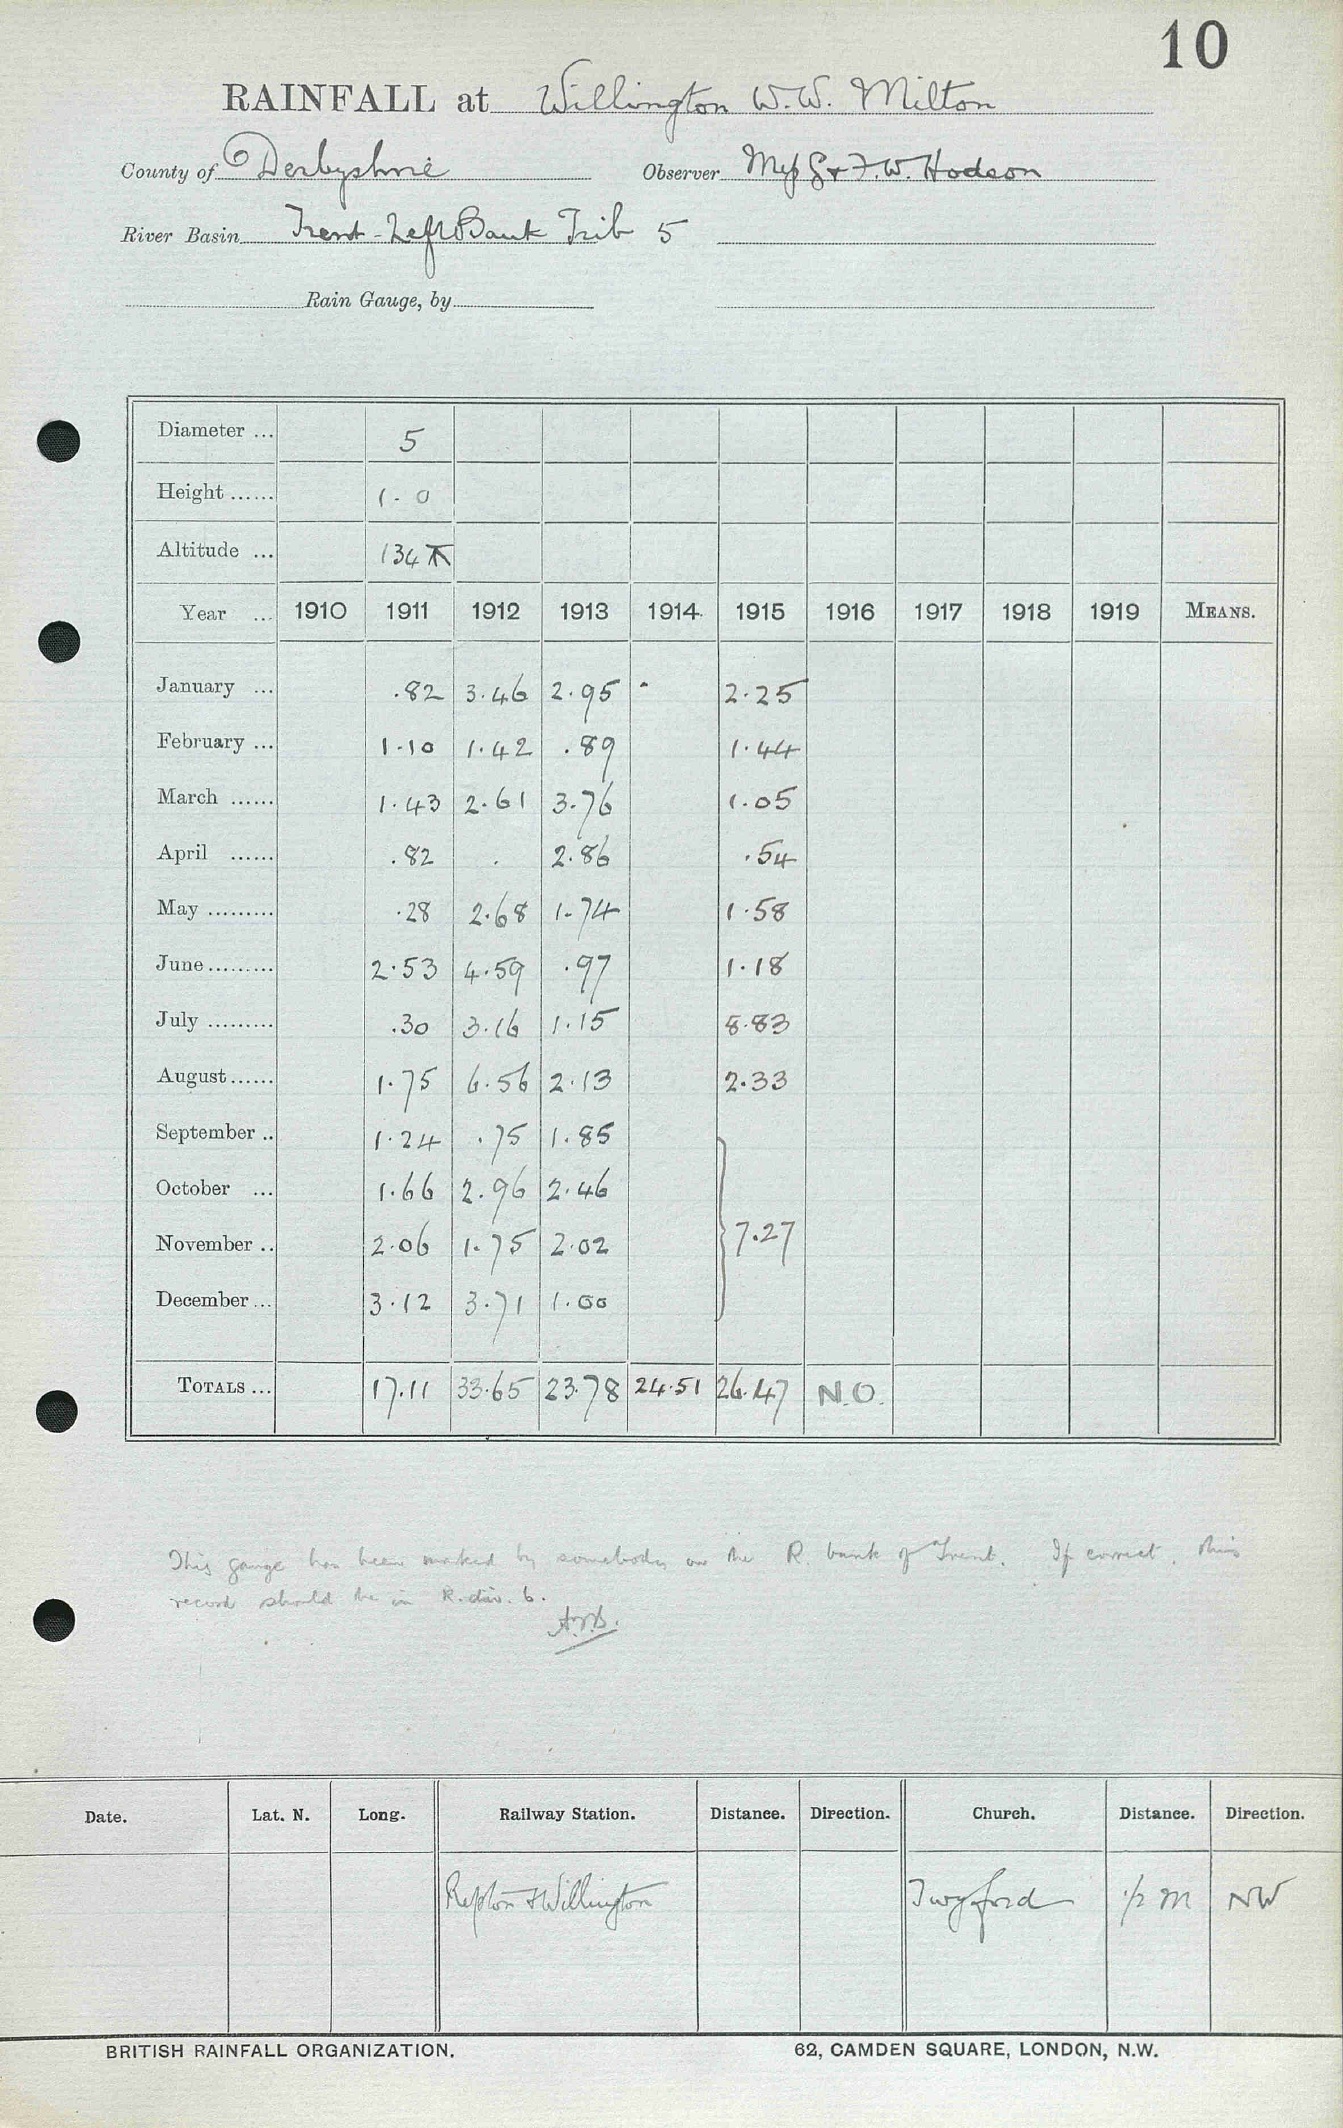 10
RAINFALL at Willington W.W. Milton
County of Derbyshire Observer Mess G & F.W. Hodson
River Basin Trent - Left Bank Trib 5
Rain Gauge, by
Diameter ... 5
Height ...... 1-0
Altitude ... 134
Year ... 1910 1911 1912 1913 1914 1915 1916 1917 1918 1919 MEANS.
January ... .82 3.46 2.95 - 2.25
February ... 1.10 1.42 .89 1.44
March ...... 1.43 2.61 3.76 1.05
April ...... .82 . 2.86 .54
May ......... .28 2.68 1.74 1.58
June ......... 2.53 4.59 .97 1.18
July ......... .30 3.16 1.15 8.83
August ...... 1.75 6.56 2.13 2.33
September .. 1.24 .75 1.85
October ... 1.66 2.96 2.46
November .. 2.06 1.75 2.02 7.27
December ... 3.12 3.71 1.00
TOTALS ... 17.11 33.65 23.78 24.51 26.47 N.O.
This gauge has been marked by somebody on the R. bank of Trent. If correct, this
record should be in R. div. 6.
Date. Lat. N. Long. Railway Station. Distance. Direction. Church. Distance. Direction.
Repton & Willington Twyford 1/2 M NW
BRITISH RAINFALL ORGANIZATION. 62, CAMDEN SQUARE, LONDON, N.W.